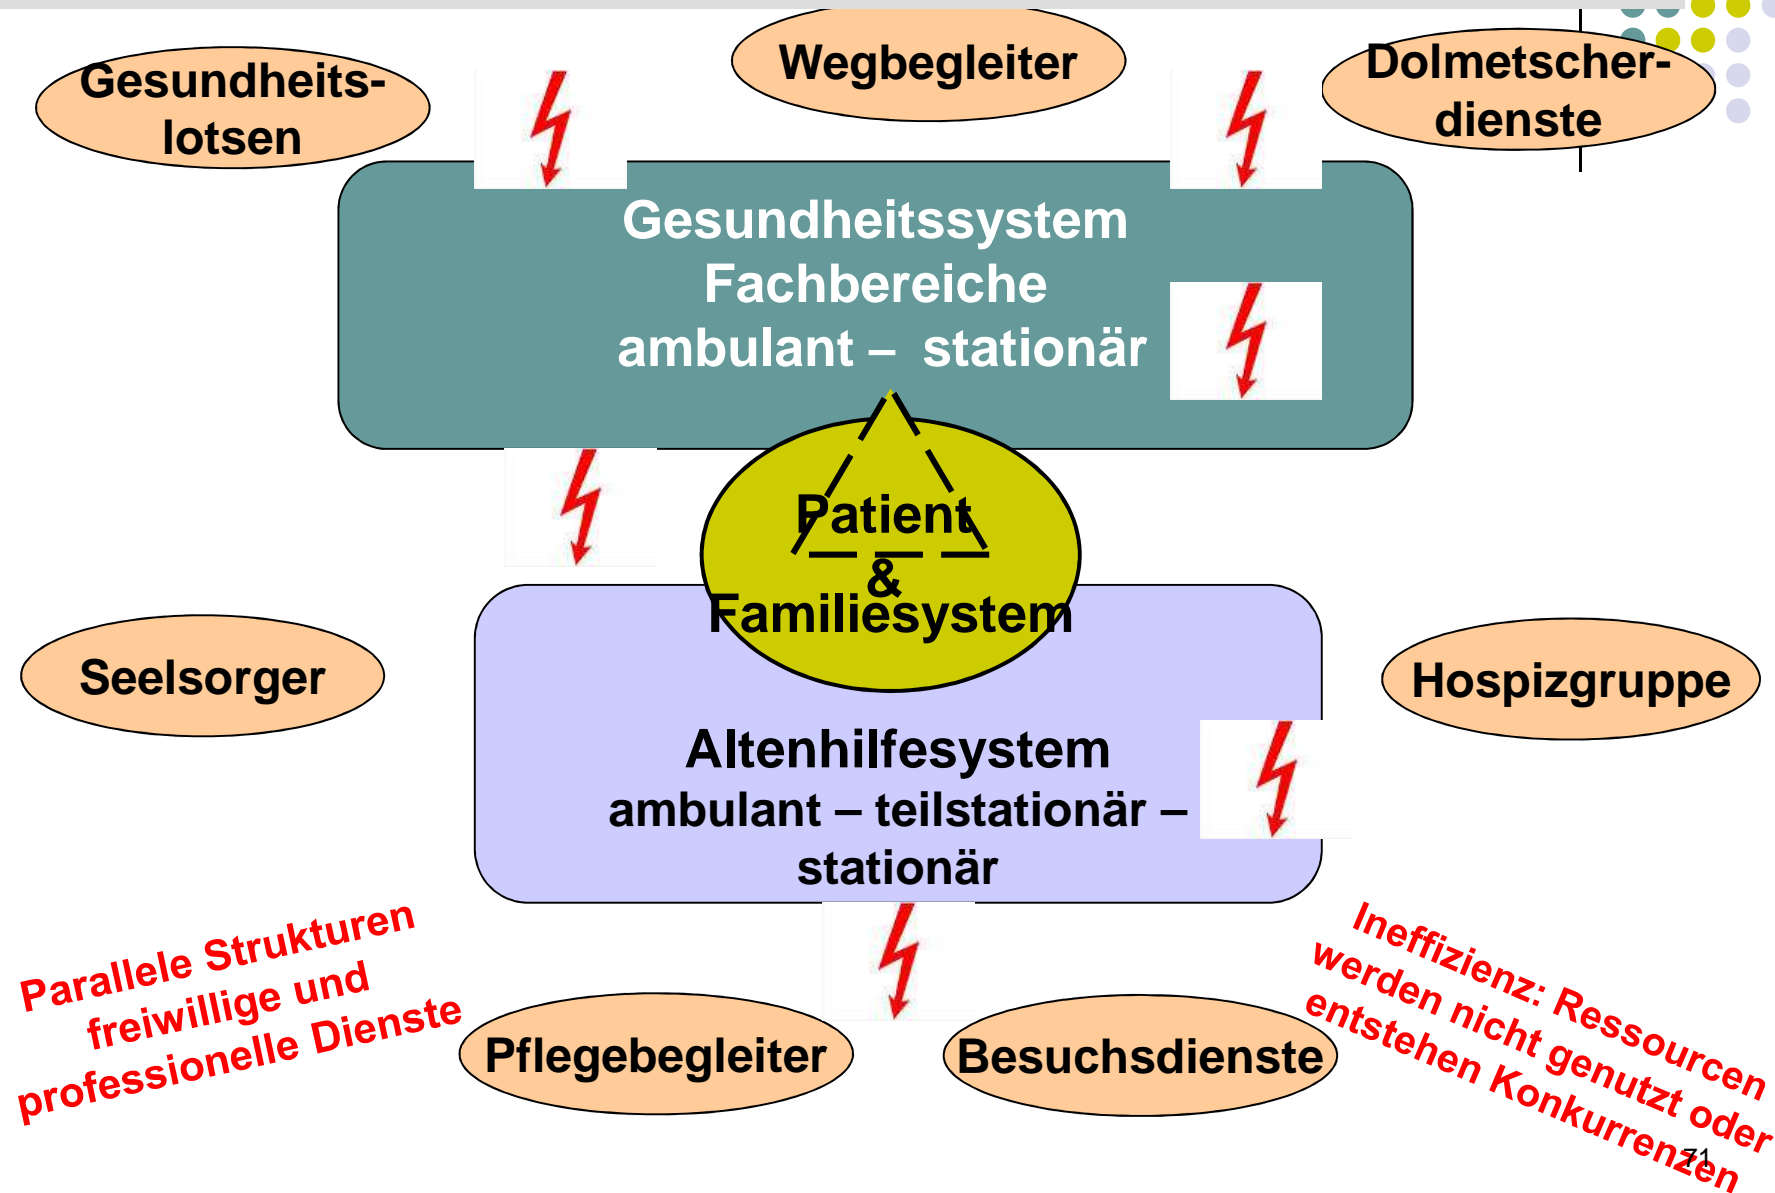 Gesundheits-
lotsen
Wegbegleiter
Dolmetscher-
dienste
Gesundheitssystem
Fachbereiche
ambulant – stationär
Patient
&
Familiesystem
Seelsorger
Hospizgruppe
Altenhilfesystem
ambulant – teilstationär –
stationär
Parallele Strukturen
freiwillige und
professionelle Dienste
Pflegebegleiter
Besuchsdienste
Ineffizienz: Ressourcen
werden nicht genutzt oder
entstehen Konkurrenzen
71